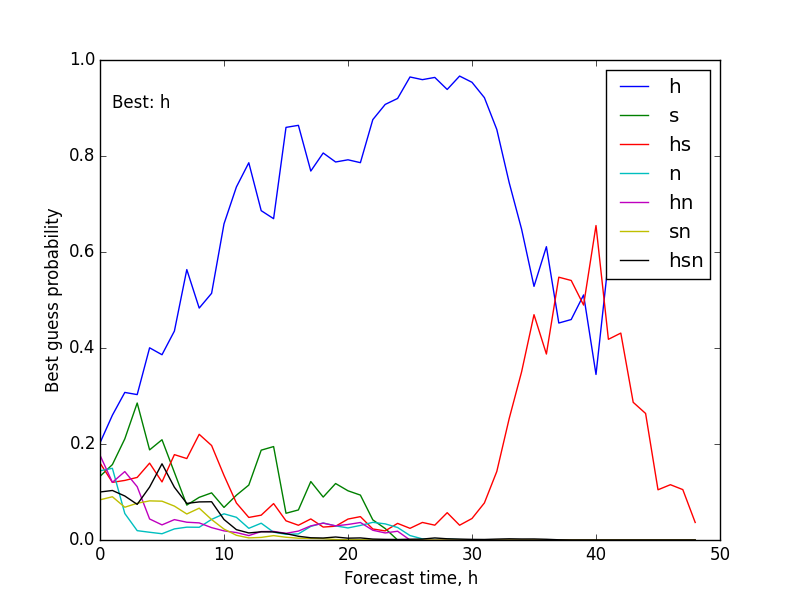 1.0
0.8
0.6
0.4
0.2
0.0
Best guess probability
Best: h
h
s
hs
n
hn
sn
hsn
0 10 20 30 40 50
Forecast time, h